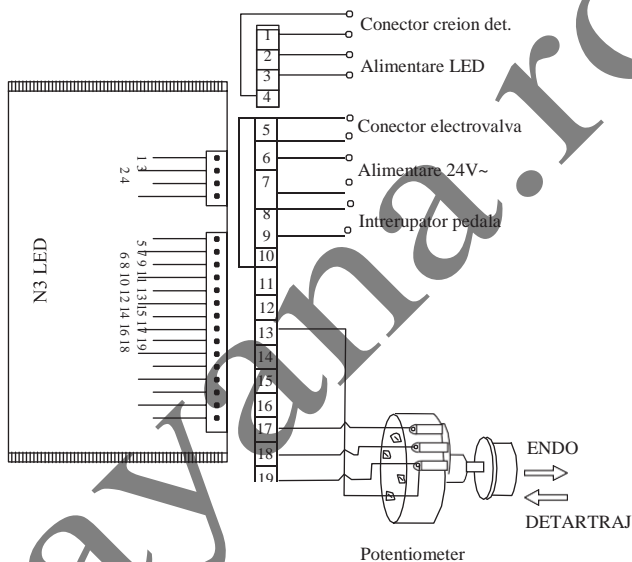 Conector creion det.
1
2
Alimentare LED
3
4
5
Conector electrovalva
6
Alimentare 24V~
7
8
Intrerupator pedala
9
10
11
12
13
14
15
16
17
18
19
1 3
2 4
5 7 9 11 13 15 17 19
6 8 10 12 14 16 18
N3 LED
ENDO
DETARTRAJ
Potentiometer
ayana.ro